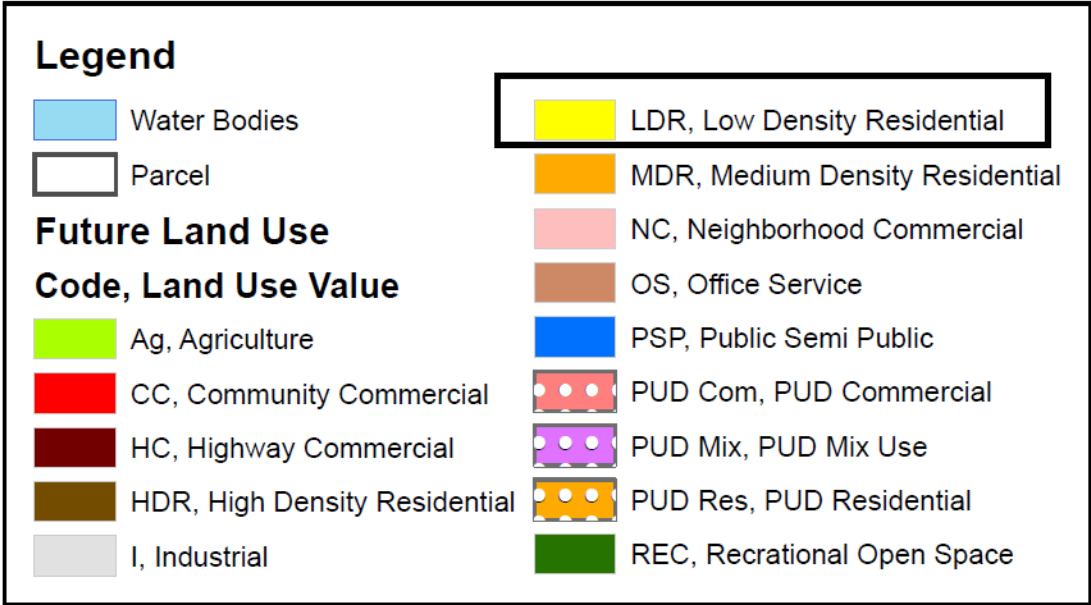 Legend
Water Bodies
Parcel
Future Land Use
Code, Land Use Value
Ag, Agriculture
CC, Community Commercial
HC, Highway Commercial
HDR, High Density Residential
I, Industrial
LDR, Low Density Residential
MDR, Medium Density Residential
NC, Neighborhood Commercial
OS, Office Service
PSP, Public Semi Public
PUD Com, PUD Commercial
PUD Mix, PUD Mix Use
PUD Res, PUD Residential
REC, Recrational Open Space